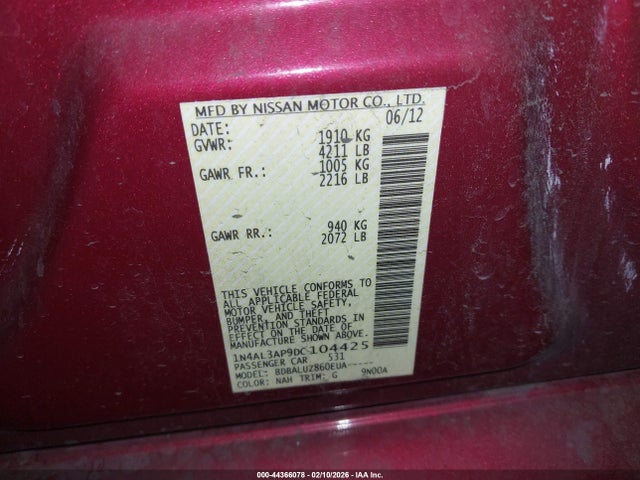 MFD BY NISSAN MOTOR CO., LTD.
DATE: 06/12
GVWR: 1910 KG
4211 LB
GAWR FR.: 1005 KG
2216 LB
GAWR RR.: 940 KG
2072 LB
THIS VEHICLE CONFORMS TO
ALL APPLICABLE FEDERAL
MOTOR VEHICLE SAFETY,
BUMPER, AND THEFT
PREVENTION STANDARDS IN
EFFECT ON THE DATE OF
MANUFACTURE SHOWN ABOVE.
1N4AL3AP9DC104425
PASSENGER CAR 531
MODEL: BDBALUZ860EUA-----
COLOR: NAH TRIM: G 9N00A
000-44366078 - 02/10/2026 - IAA Inc.